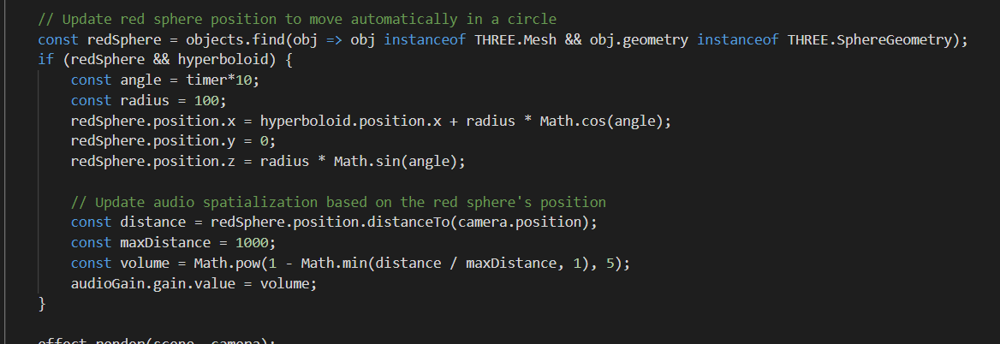 // Update red sphere position to move automatically in a circle
const redSphere = objects.find(obj => obj instanceof THREE.Mesh && obj.geometry instanceof THREE.SphereGeometry);
if (redSphere && hyperboloid) {
    const angle = timer*10;
    const radius = 100;
    redSphere.position.x = hyperboloid.position.x + radius * Math.cos(angle);
    redSphere.position.y = 0;
    redSphere.position.z = radius * Math.sin(angle);

    // Update audio spatialization based on the red sphere's position
    const distance = redSphere.position.distanceTo(camera.position);
    const maxDistance = 1000;
    const volume = Math.pow(1 - Math.min(distance / maxDistance, 1), 5);
    audioGain.gain.value = volume;
}

effect.render(scene, camera);